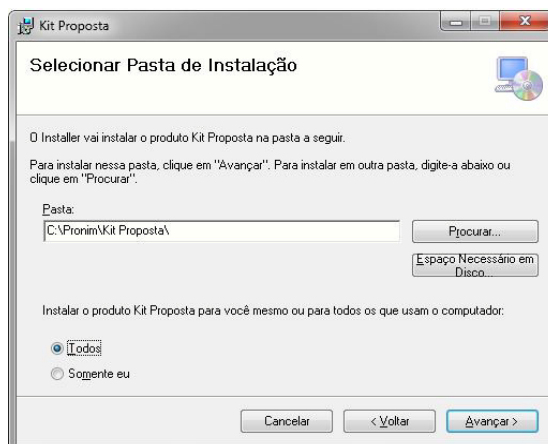 Kit Proposta
Selecionar Pasta de Instalação
O Installer vai instalar o produto Kit Proposta na pasta a seguir.
Para instalar nessa pasta, clique em "Avançar". Para instalar em outra pasta, digite-a abaixo ou
clique em "Procurar".
Pasta:
C:\Pronim\Kit Proposta\
Procurar...
Espaço Necessário em
Disco...
Instalar o produto Kit Proposta para você mesmo ou para todos os que usam o computador:
Todos
Somente eu
Cancelar
< Voltar
Avançar >